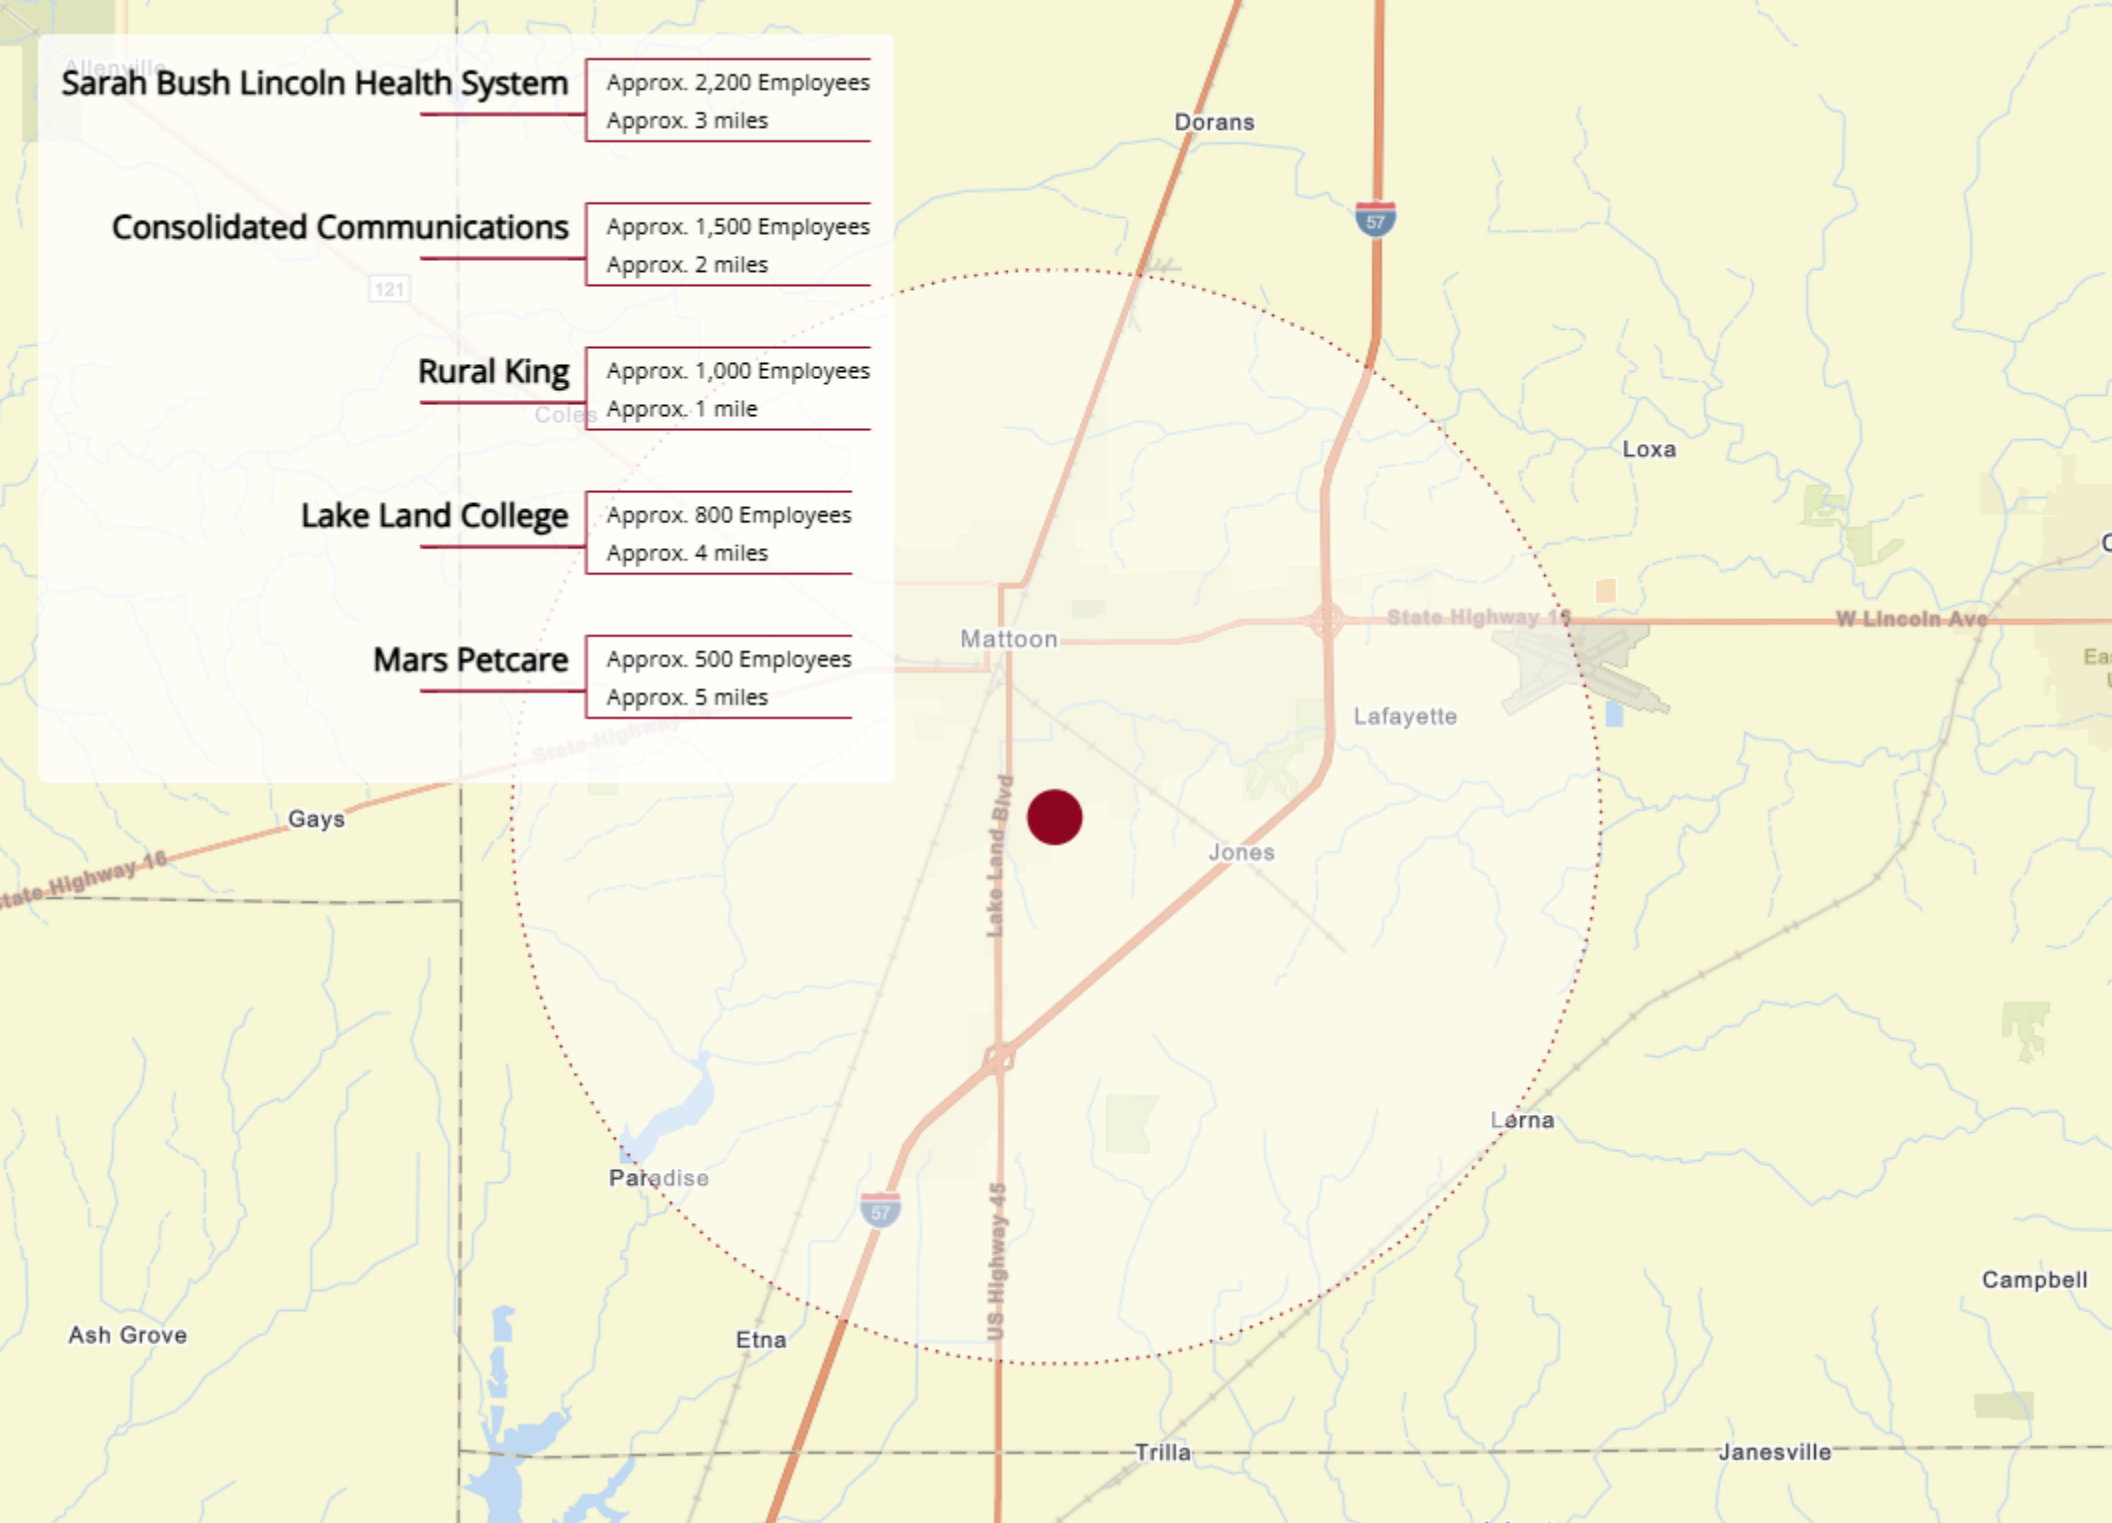 Allenville
Sarah Bush Lincoln Health System
Approx. 2,200 Employees
Approx. 3 miles
Consolidated Communications
Approx. 1,500 Employees
Approx. 2 miles
121
Rural King
Approx. 1,000 Employees
Approx. 1 mile
Coles
Lake Land College
Approx. 800 Employees
Approx. 4 miles
Mars Petcare
Approx. 500 Employees
Approx. 5 miles
Dorans
57
Loxa
State Highway 16
W Lincoln Ave
Mattoon
Lafayette
State Highway
Gays
State Highway 16
Lake Land Blvd
Jones
Lerna
Paradise
57
US Highway 45
Campbell
Ash Grove
Etna
Trilla
Janesville